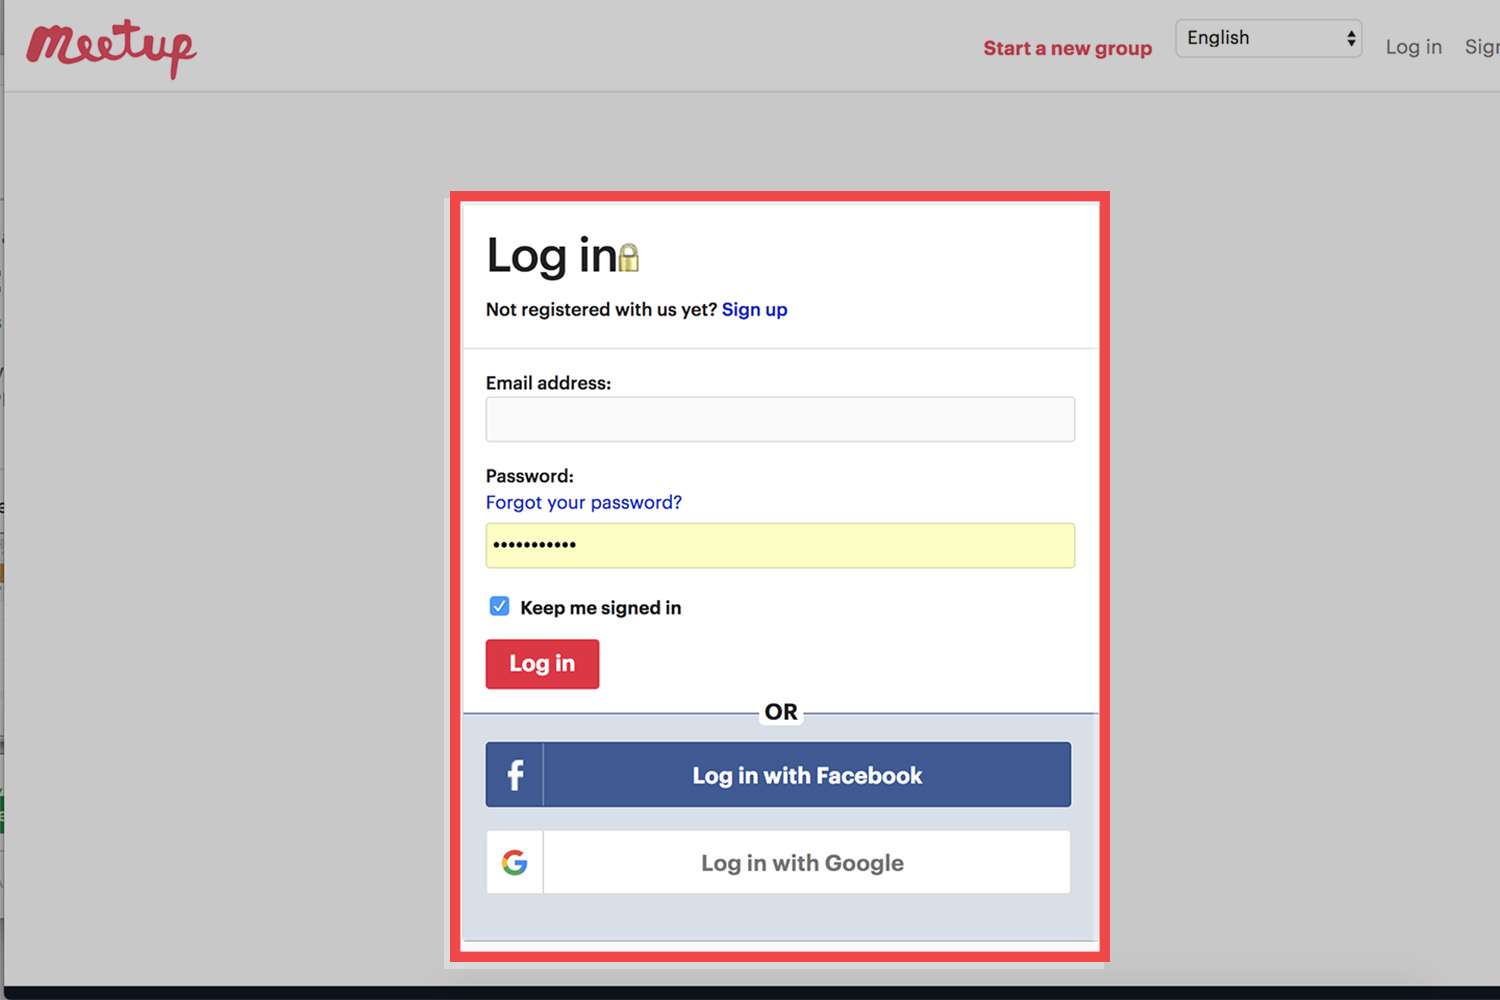 Meetup
Start a new group
English
Log in
Log in
Not registered with us yet? Sign up
Email address:
Password:
Forgot your password?
•••••••••••
Keep me signed in
Log in
OR
f
Log in with Facebook
G
Log in with Google